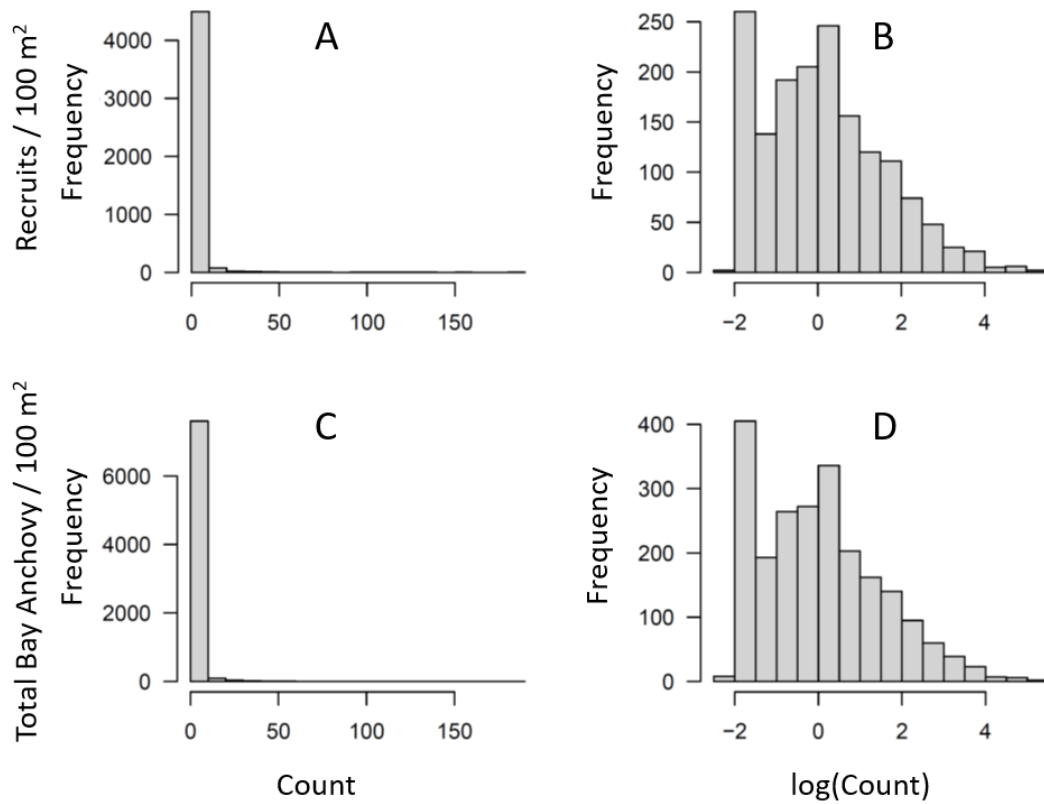 Recruits / 100 m²
Frequency
A
4000
3000
2000
1000
0
0 50 100 150
Frequency
B
250
200
150
100
50
0
−2 0 2 4
Total Bay Anchovy / 100 m²
Frequency
C
6000
4000
2000
0
0 50 100 150
Count
Frequency
D
400
300
200
100
0
−2 0 2 4
log(Count)